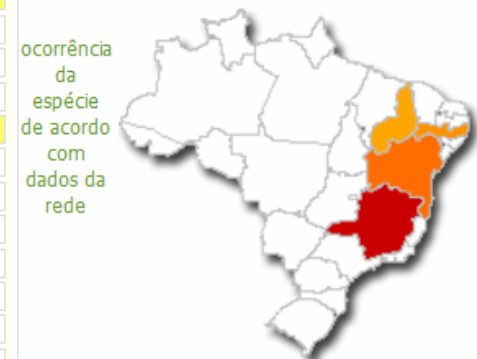 ocorrência
da
espécie
de acordo
com
dados da
rede